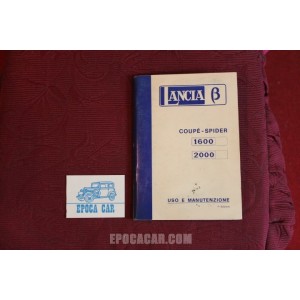 LANCIA β
COUPÉ - SPIDER
1600
2000
USO E MANUTENZIONE
EPOCA CAR
EPOCACAR.COM